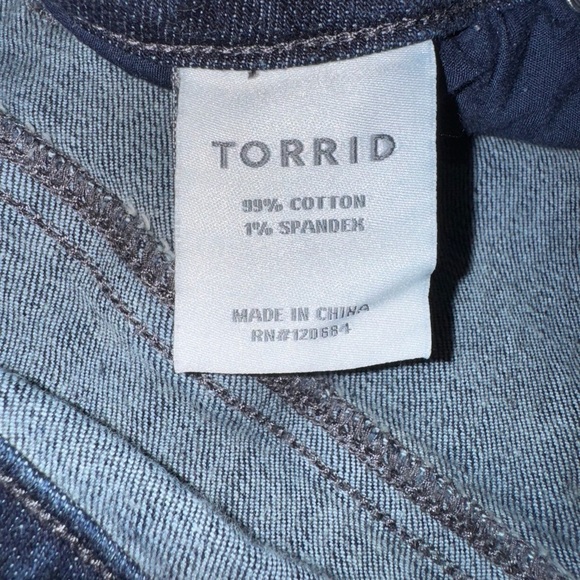 TORRID
99% COTTON
1% SPANDEX
MADE IN CHINA
RN#120684